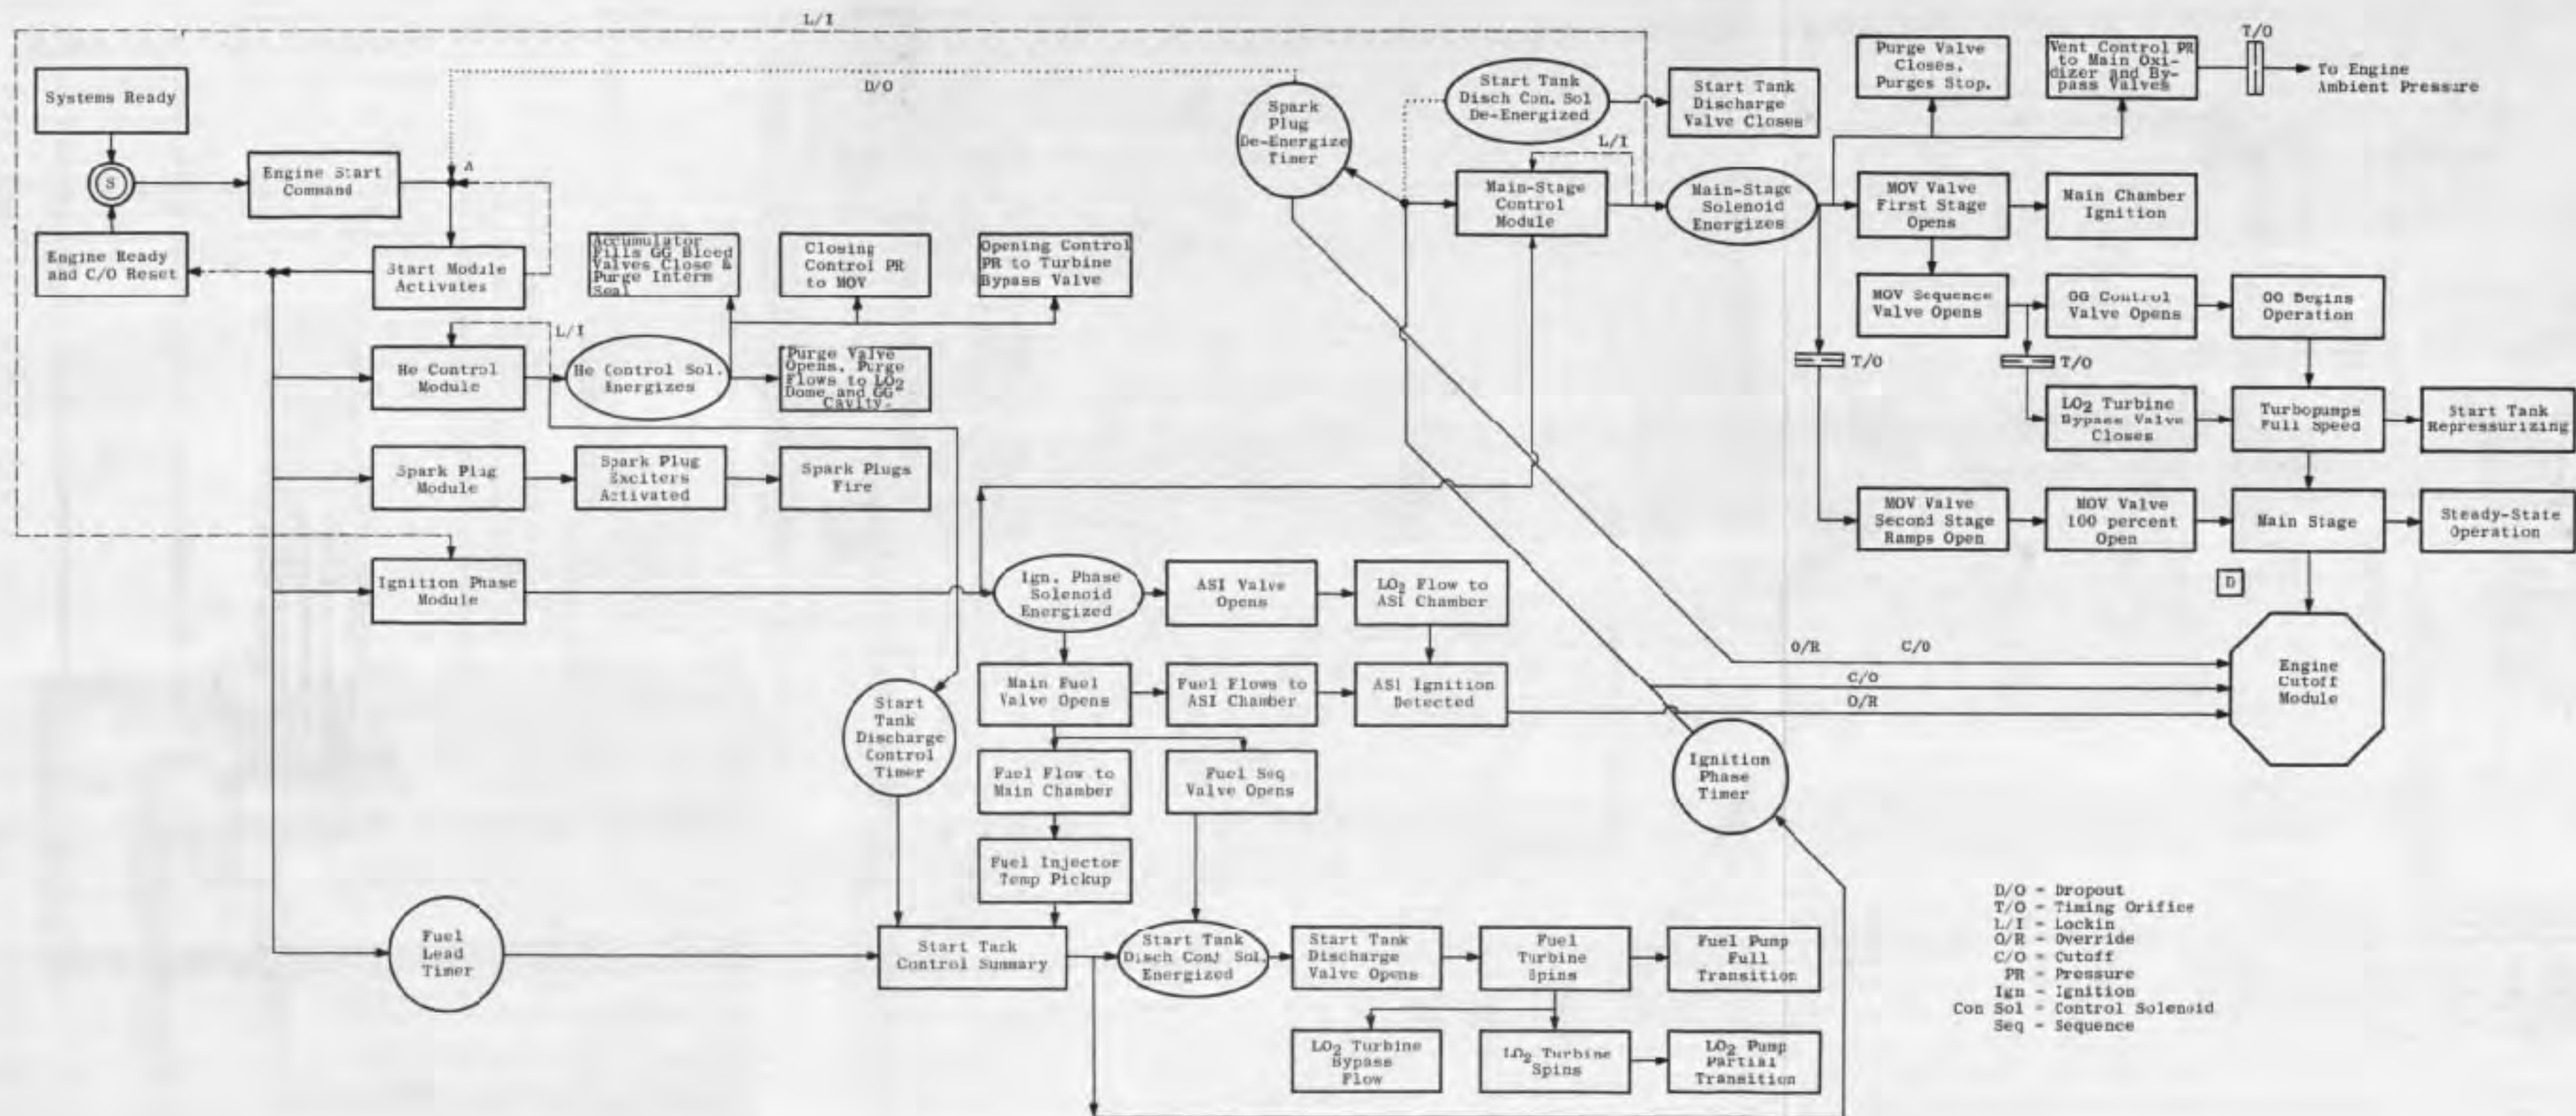 L/I
Systems Ready
S
Engine Start
Command
A
Engine Ready
and C/O Reset
Start Module
Activates
D/O
Accumulator
Fills GG Bleed
Valves Close &
Purge Interm
Seal
Closing
Control PR
to MOV
Opening Control
PR to Turbine
Bypass Valve
L/I
He Control
Module
He Control Sol.
Energizes
Purge Valve
Opens, Purge
Flows to LO2
Dome and GG
Cavity.
Spark Plug
Module
Spark Plug
Exciters
Activated
Spark Plugs
Fire
Ignition Phase
Module
Spark
Plug
De-Energize
Timer
Start Tank
Disch Con. Sol
De-Energized
Start Tank
Discharge
Valve Closes
L/I
Main-Stage
Control
Module
Main-Stage
Solenoid
Energizes
Purge Valve
Closes.
Purges Stop.
Vent Control PR
to Main Oxi-
dizer and By-
pass Valves
T/O
To Engine
Ambient Pressure
MOV Valve
First Stage
Opens
Main Chamber
Ignition
MOV Sequence
Valve Opens
GG Control
Valve Opens
GG Begins
Operation
T/O
T/O
LO2 Turbine
Bypass Valve
Closes
Turbopumps
Full Speed
Start Tank
Repressurizing
MOV Valve
Second Stage
Ramps Open
MOV Valve
100 percent
Open
Main Stage
Steady-State
Operation
D
Ign. Phase
Solenoid
Energized
ASI Valve
Opens
LO2 Flow to
ASI Chamber
Main Fuel
Valve Opens
Fuel Flows to
ASI Chamber
ASI Ignition
Detected
O/R C/O
C/O
O/R
Engine
Cutoff
Module
Start
Tank
Discharge
Control
Timer
Fuel Flow to
Main Chamber
Fuel Seq
Valve Opens
Ignition
Phase
Timer
Fuel Injector
Temp Pickup
Fuel
Lead
Timer
Start Tack
Control Summary
Start Tank
Disch Con Sol.
Energized
Start Tank
Discharge
Valve Opens
Fuel
Turbine
Spins
Fuel Pump
Full
Transition
LO2 Turbine
Bypass
Flow
LO2 Turbine
Spins
LO2 Pump
Partial
Transition
D/O - Dropout
T/O - Timing Orifice
L/I - Lockin
O/R - Override
C/O - Cutoff
PR - Pressure
Ign - Ignition
Con Sol - Control Solenoid
Seq - Sequence